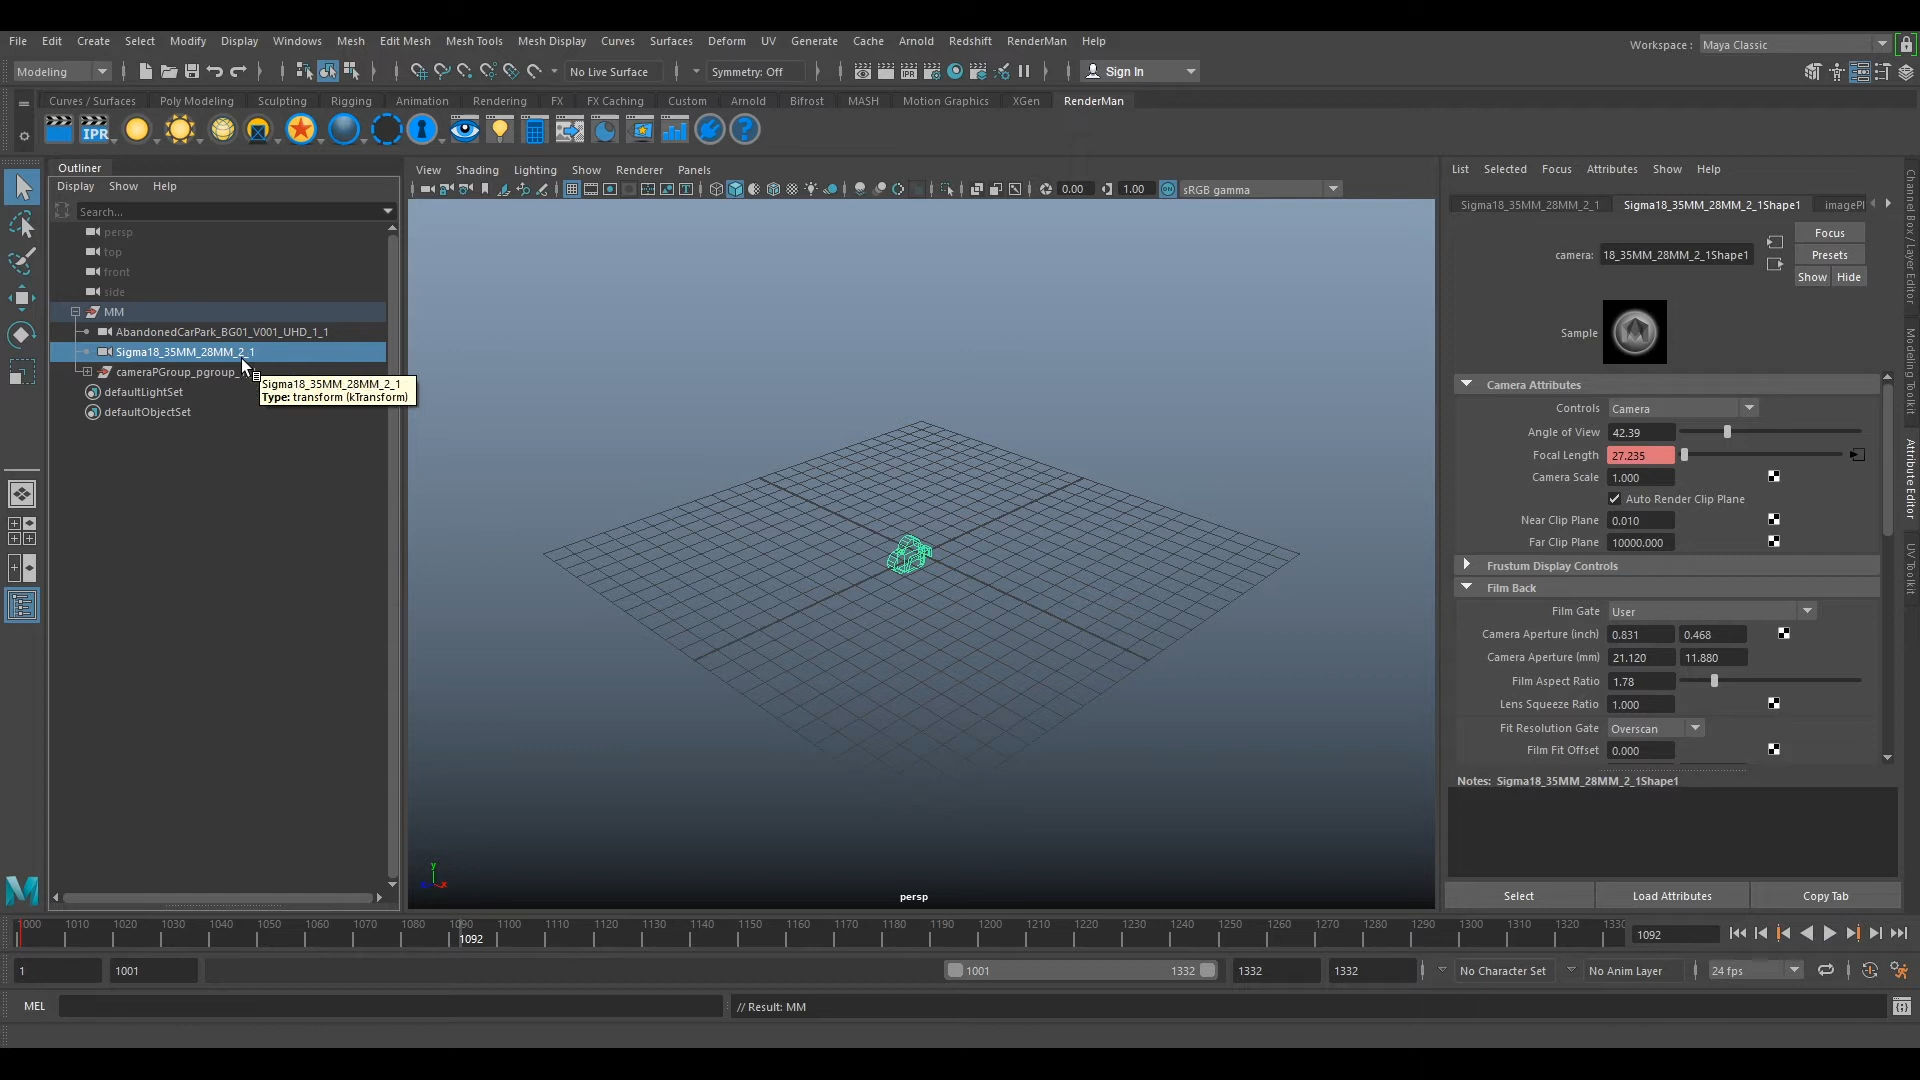 File Edit Create Select Modify Display Windows Mesh Edit Mesh Mesh Tools Mesh Display Curves Surfaces Deform UV Generate Cache Arnold Redshift RenderMan Help
Workspace : Maya Classic
Modeling No Live Surface Symmetry: Off IPR Sign In
Curves / Surfaces Poly Modeling Sculpting Rigging Animation Rendering FX FX Caching Custom Arnold Bifrost MASH Motion Graphics XGen RenderMan
IPR
Outliner
Display Show Help
Search...
persp
top
front
side
MM
AbandonedCarPark_BG01_V001_UHD_1_1
Sigma18_35MM_28MM_2_1
cameraPGroup_pgroup_
defaultLightSet
defaultObjectSet
Sigma18_35MM_28MM_2_1
Type: transform (kTransform)
View Shading Lighting Show Renderer Panels
0.00 1.00 ON sRGB gamma
y
x
persp
List Selected Focus Attributes Show Help
Sigma18_35MM_28MM_2_1 Sigma18_35MM_28MM_2_1Shape1 imagePl
camera: 18_35MM_28MM_2_1Shape1
Focus
Presets
Show Hide
Sample
Camera Attributes
Controls Camera
Angle of View 42.39
Focal Length 27.235
Camera Scale 1.000
Auto Render Clip Plane
Near Clip Plane 0.010
Far Clip Plane 10000.000
Frustum Display Controls
Film Back
Film Gate User
Camera Aperture (inch) 0.831 0.468
Camera Aperture (mm) 21.120 11.880
Film Aspect Ratio 1.78
Lens Squeeze Ratio 1.000
Fit Resolution Gate Overscan
Film Fit Offset 0.000
Notes: Sigma18_35MM_28MM_2_1Shape1
Select Load Attributes Copy Tab
Channel Box / Layer Editor
Modeling Toolkit
Attribute Editor
UV Toolkit
1000 1010 1020 1030 1040 1050 1060 1070 1080 1090 1100 1110 1120 1130 1140 1150 1160 1170 1180 1190 1200 1210 1220 1230 1240 1250 1260 1270 1280 1290 1300 1310 1320 1330
1092
1092
1 1001 1001 1332 1332 1332 No Character Set No Anim Layer 24 fps
MEL // Result: MM